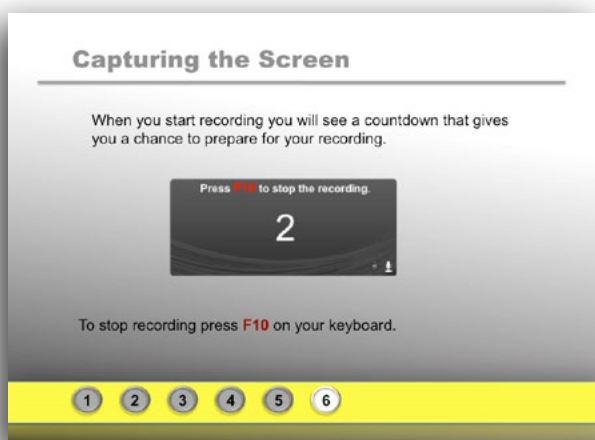 Capturing the Screen
When you start recording you will see a countdown that gives
you a chance to prepare for your recording.
Press F10 to stop the recording.
2
To stop recording press F10 on your keyboard.
1 2 3 4 5 6